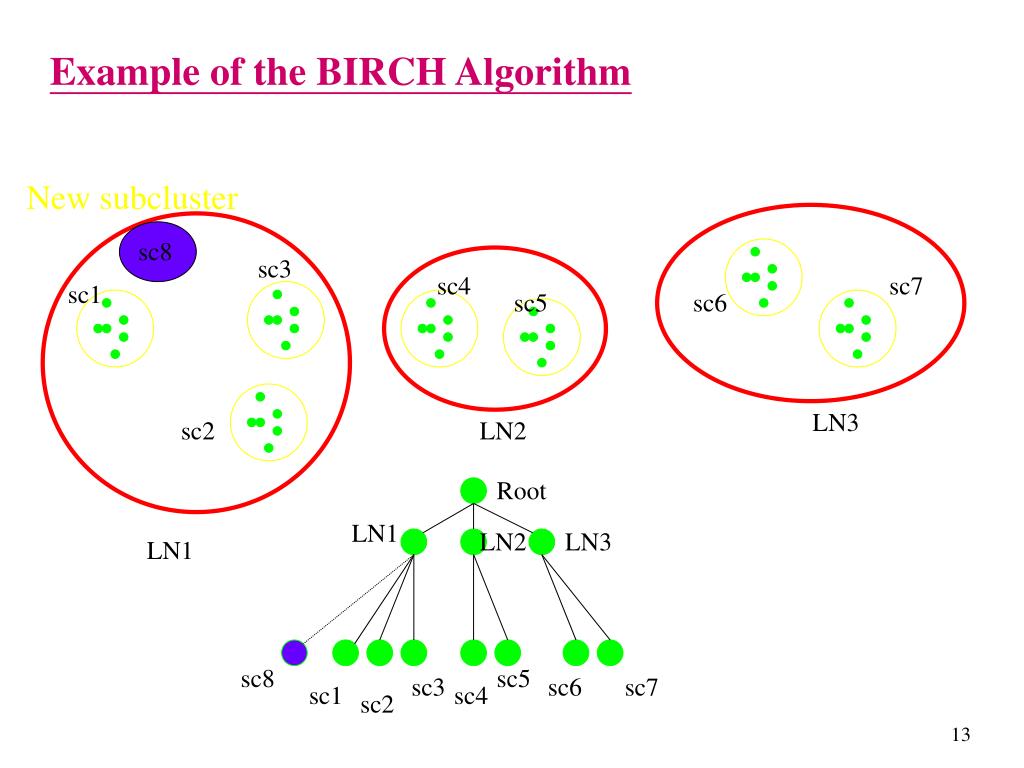 Example of the BIRCH Algorithm
New subcluster
sc8
sc3
sc1
sc2
LN1
sc4
sc5
LN2
sc6
sc7
LN3
Root
LN1
LN2
LN3
sc8
sc1
sc2
sc3
sc4
sc5
sc6
sc7
13